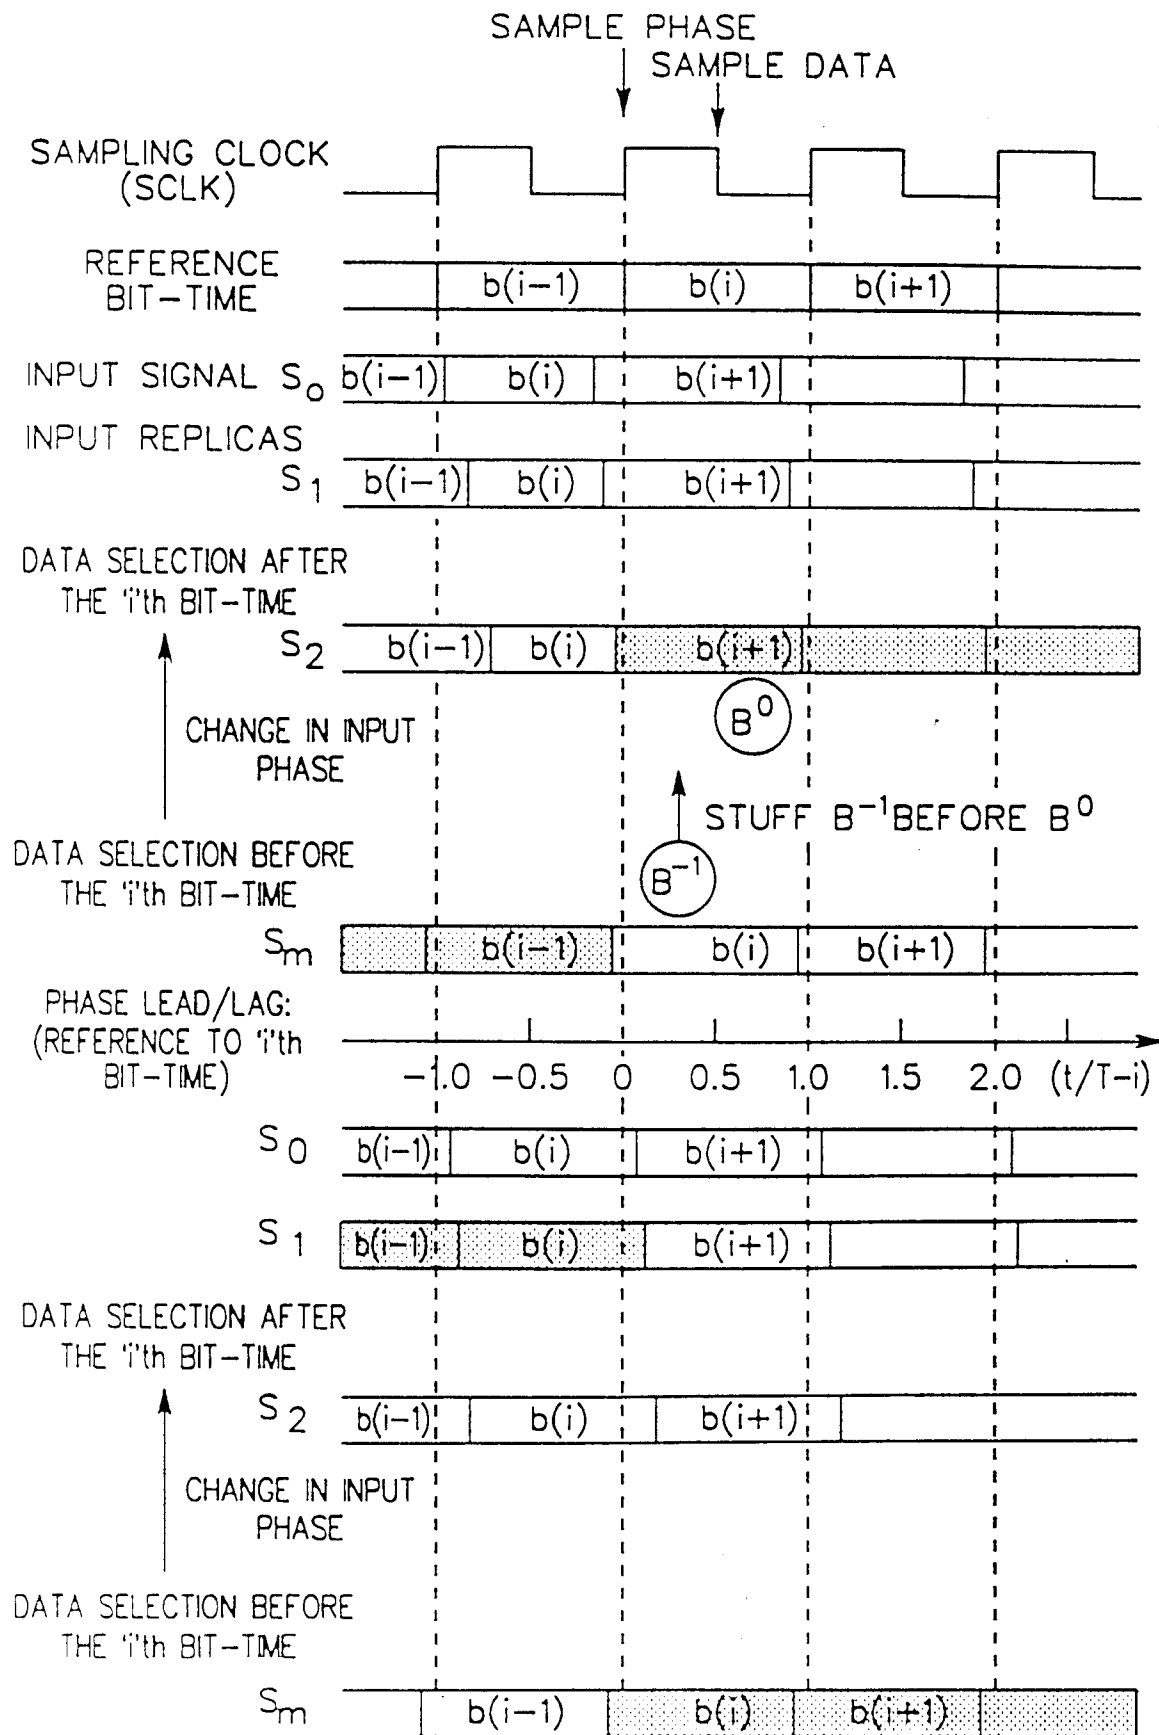 SAMPLE PHASE
SAMPLE DATA
SAMPLING CLOCK
(SCLK)
REFERENCE
BIT-TIME
b(i-1) b(i) b(i+1)
INPUT SIGNAL S0
b(i-1) b(i) b(i+1)
INPUT REPLICAS
S1 b(i-1) b(i) b(i+1)
DATA SELECTION AFTER
THE 'i'th BIT-TIME
S2 b(i-1) b(i) b(i+1)
B^0
CHANGE IN INPUT
PHASE
STUFF B^-1 BEFORE B^0
B^-1
DATA SELECTION BEFORE
THE 'i'th BIT-TIME
Sm b(i-1) b(i) b(i+1)
PHASE LEAD/LAG:
(REFERENCE TO 'i'th
BIT-TIME)
-1.0 -0.5 0 0.5 1.0 1.5 2.0 (t/T-i)
S0 b(i-1) b(i) b(i+1)
S1 b(i-1) b(i) b(i+1)
DATA SELECTION AFTER
THE 'i'th BIT-TIME
S2 b(i-1) b(i) b(i+1)
CHANGE IN INPUT
PHASE
DATA SELECTION BEFORE
THE 'i'th BIT-TIME
Sm b(i-1) b(i) b(i+1)